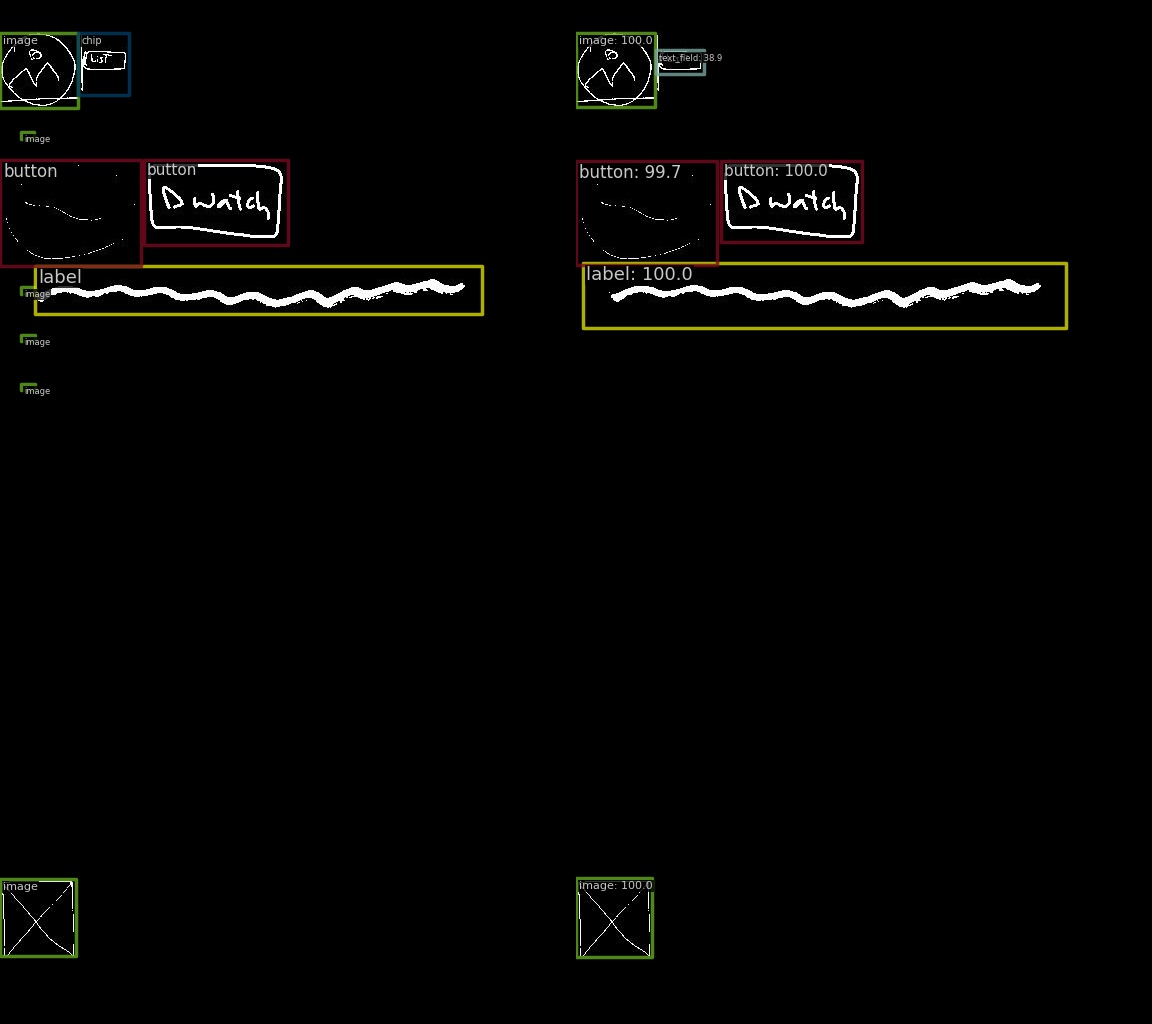 image chip image: 100.0
LIST text_field: 38.9
image
button button button: 99.7 button: 100.0
D watch D watch
label label: 100.0
image
image
image
image image: 100.0